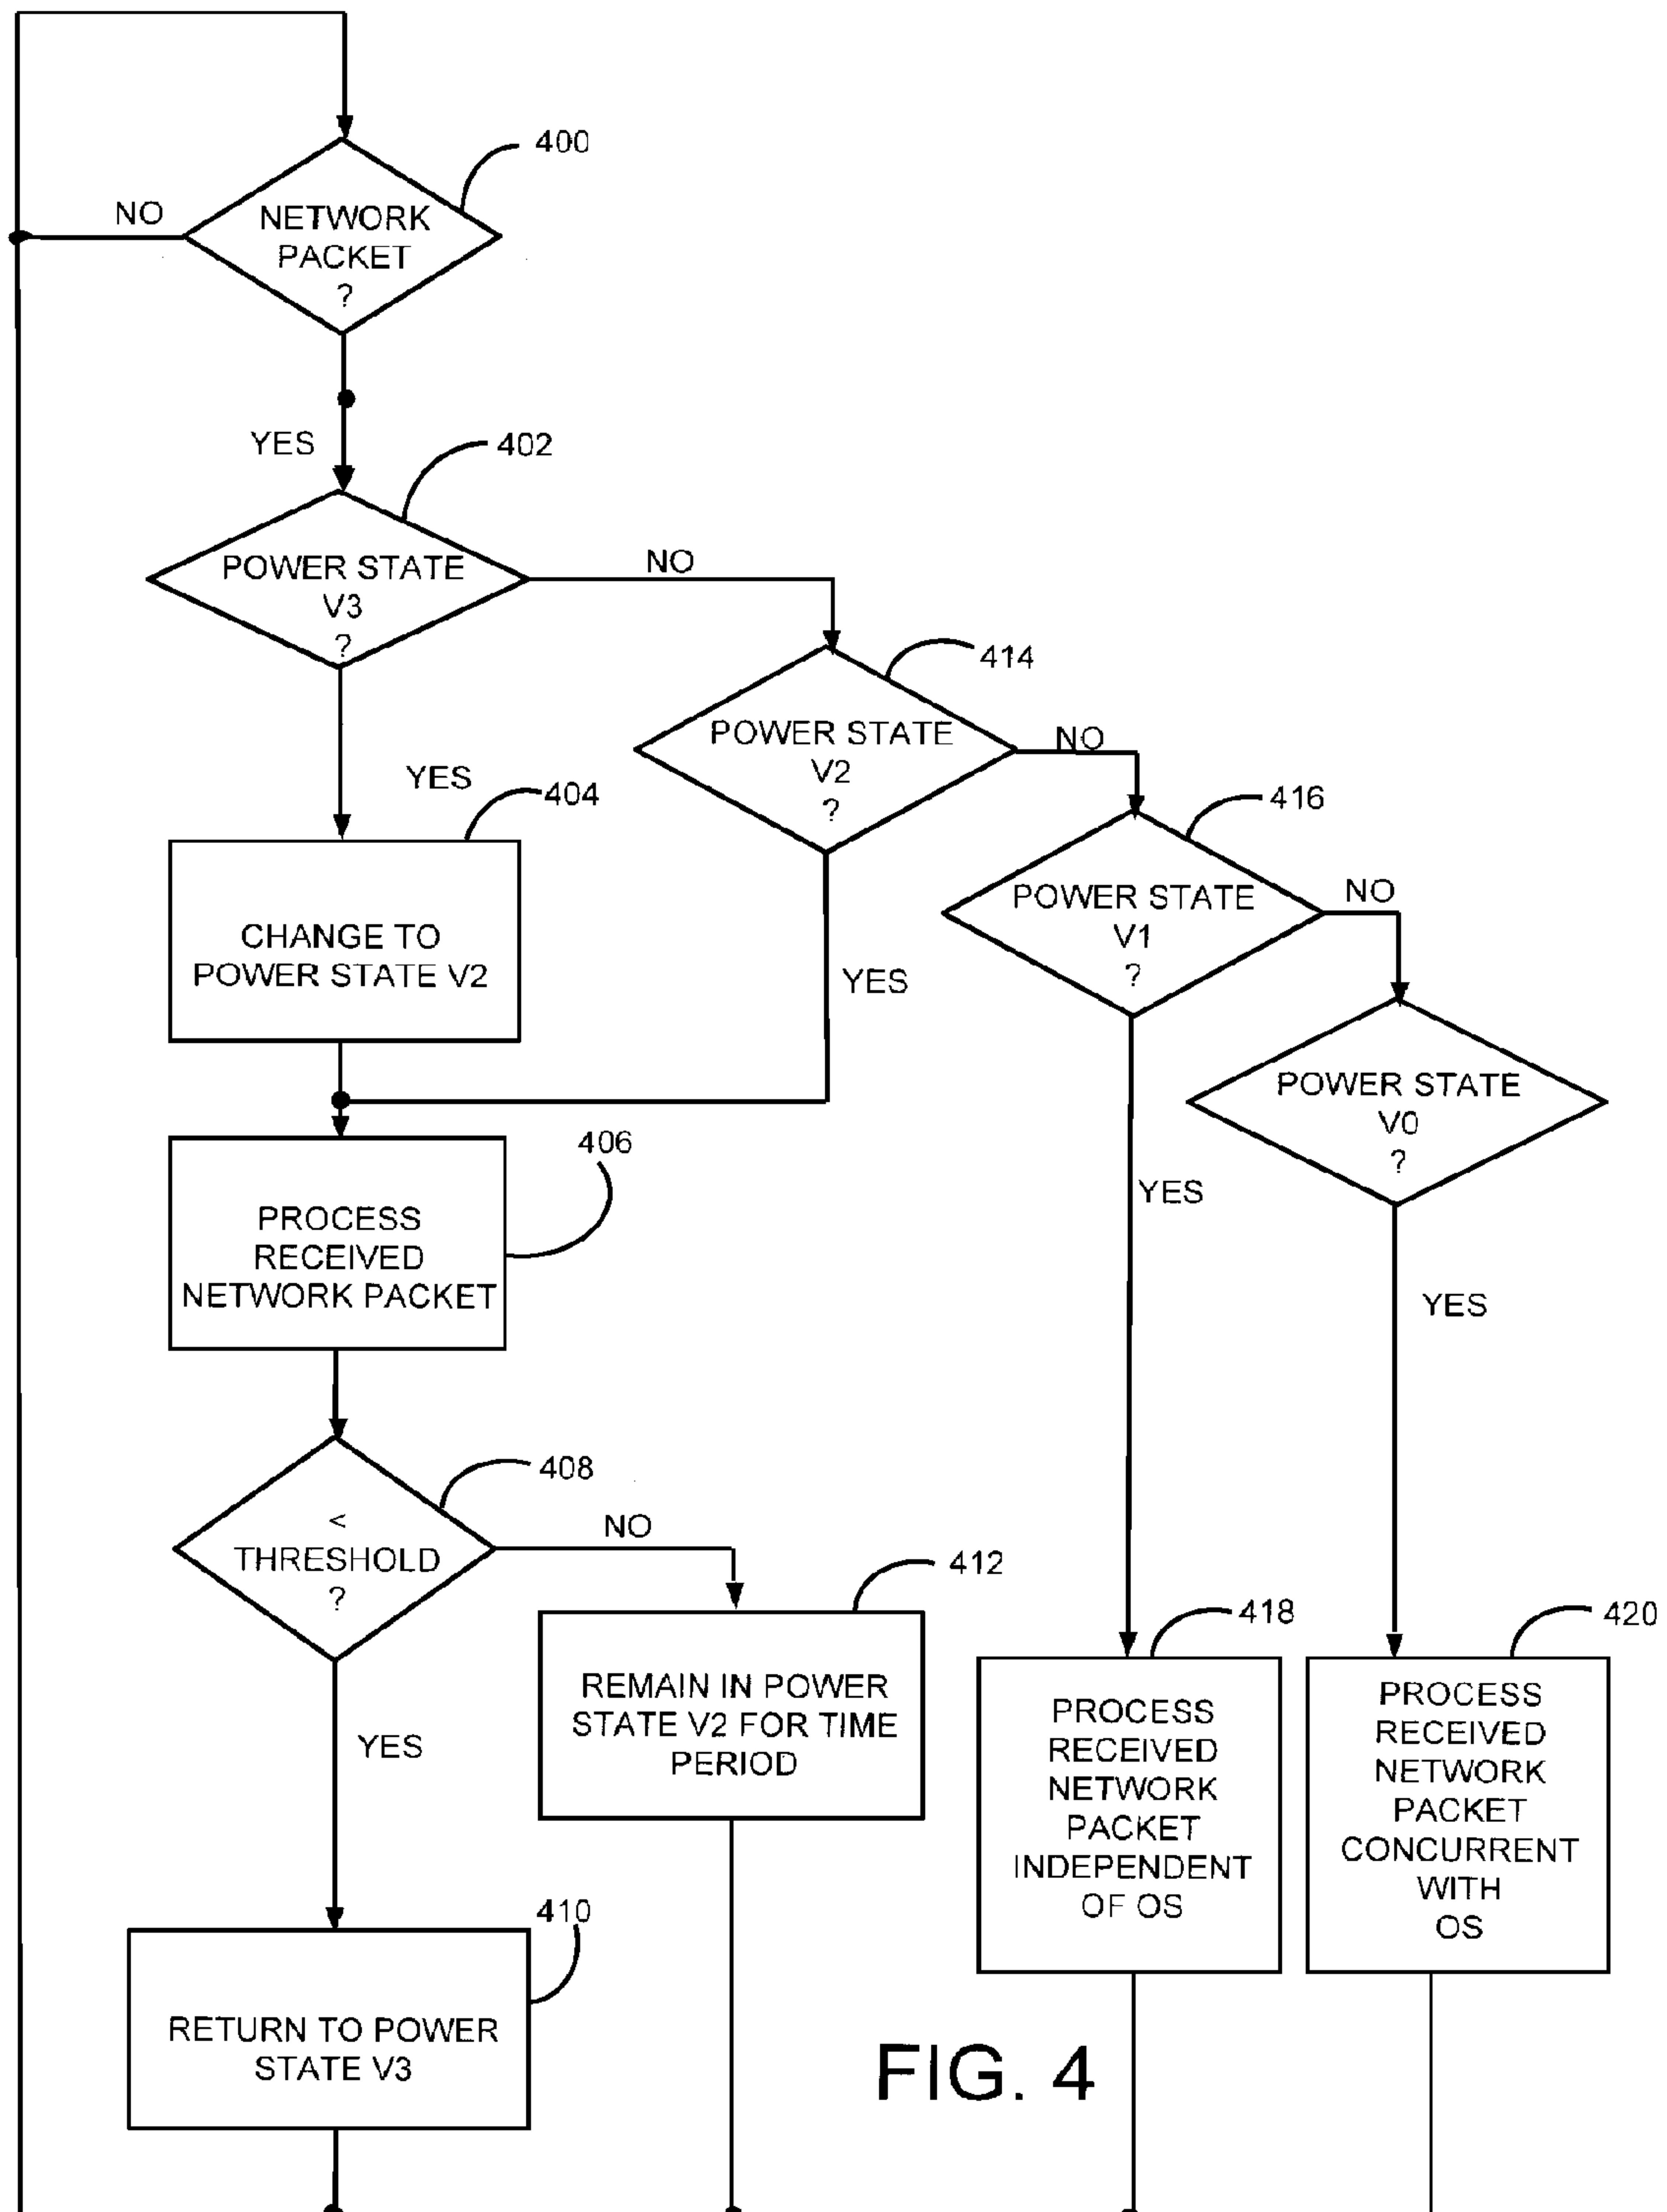 400
NO
NETWORK
PACKET
?
YES
402
POWER STATE
V3
?
NO
414
POWER STATE
V2
?
NO
416
YES
404
POWER STATE
V1
?
NO
CHANGE TO
POWER STATE V2
YES
POWER STATE
V0
?
406
PROCESS
RECEIVED
NETWORK PACKET
YES
YES
408
<
THRESHOLD
?
NO
412
418
420
REMAIN IN POWER
STATE V2 FOR TIME
PERIOD
PROCESS
RECEIVED
NETWORK
PACKET
INDEPENDENT
OF OS
PROCESS
RECEIVED
NETWORK
PACKET
CONCURRENT
WITH
OS
YES
410
RETURN TO POWER
STATE V3
FIG. 4